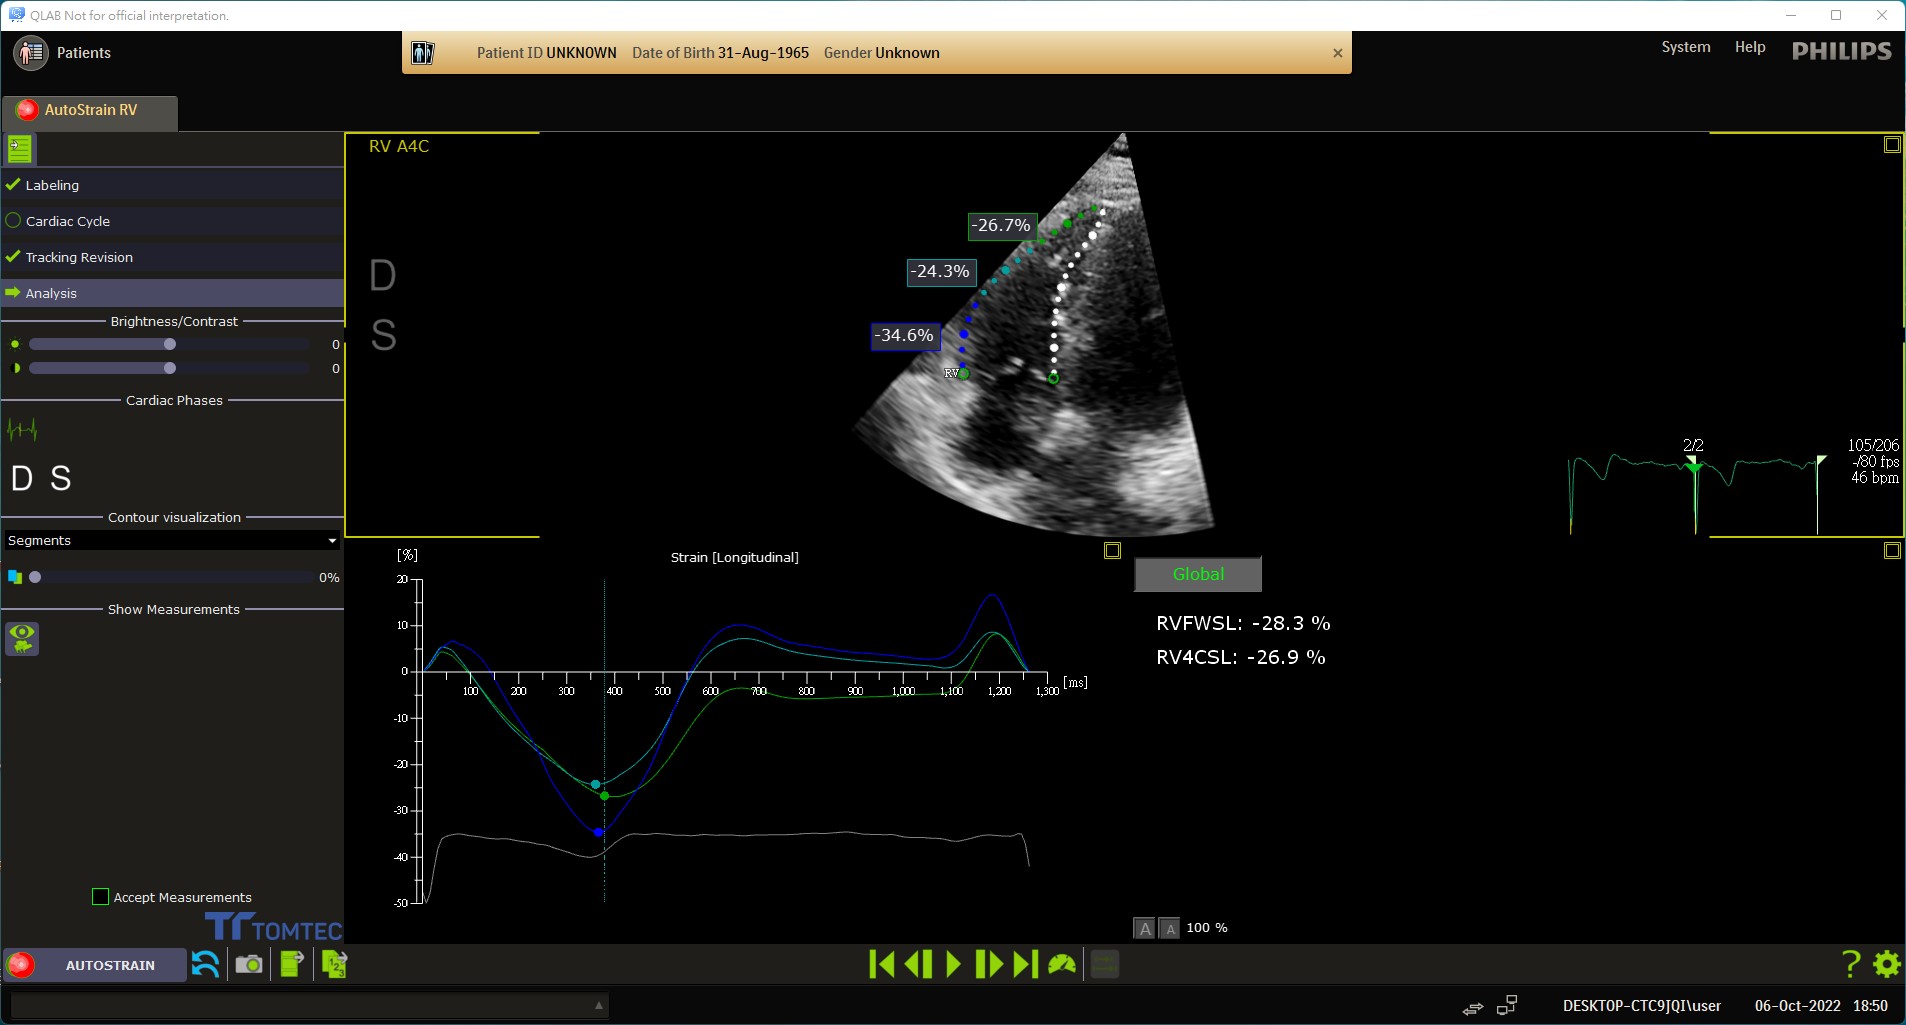 QLAB Not for official interpretation.
Patients
Patient ID UNKNOWN Date of Birth 31-Aug-1965 Gender Unknown
System Help PHILIPS
AutoStrain RV
Labeling
Cardiac Cycle
Tracking Revision
Analysis
Brightness/Contrast
0
0
Cardiac Phases
D S
Contour visualization
Segments
0%
Show Measurements
Accept Measurements
TOMTEC
RV A4C
D
S
-26.7%
-24.3%
-34.6%
RV
2/2
105/206
-/80 fps
46 bpm
[%]
Strain [Longitudinal]
20
10
0
-10
-20
-30
-40
-50
100 200 300 400 500 600 700 800 900 1,000 1,100 1,200 1,300 [ms]
Global
RVFWSL: -28.3 %
RV4CSL: -26.9 %
A A 100 %
AUTOSTRAIN
1 2 3
?
DESKTOP-CTC9JQI\user 06-Oct-2022 18:50